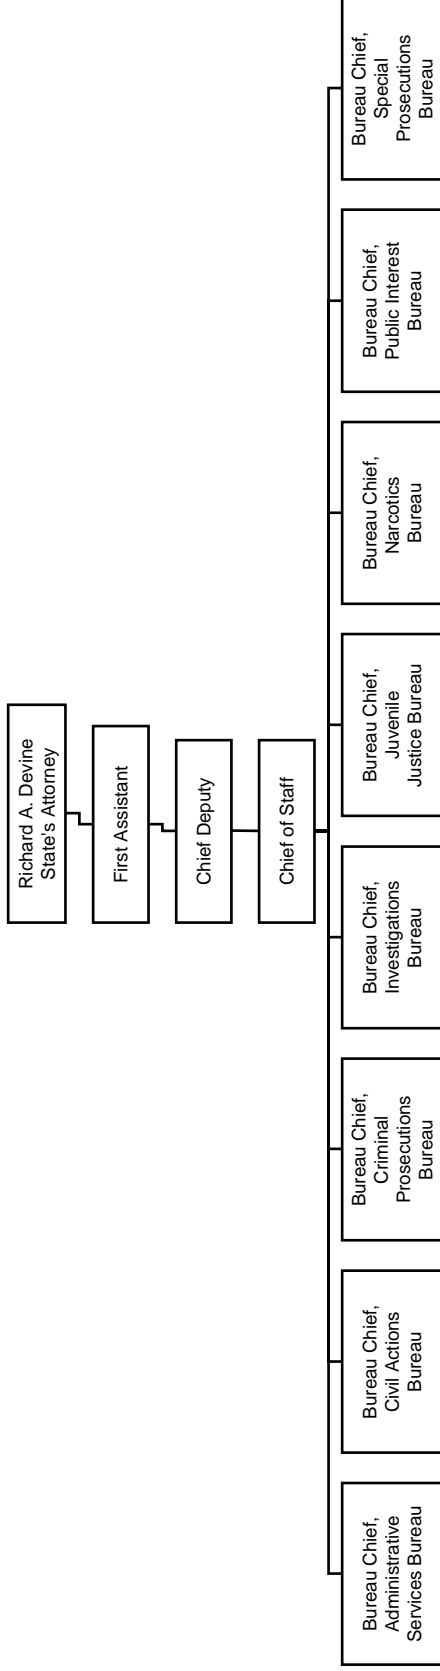 Richard A. Devine
State's Attorney
First Assistant
Chief Deputy
Chief of Staff
Bureau Chief,
Administrative
Services Bureau
Bureau Chief,
Civil Actions
Bureau
Bureau Chief,
Criminal
Prosecutions
Bureau
Bureau Chief,
Investigations
Bureau
Bureau Chief,
Juvenile
Justice Bureau
Bureau Chief,
Narcotics
Bureau
Bureau Chief,
Public Interest
Bureau
Bureau Chief,
Special
Prosecutions
Bureau